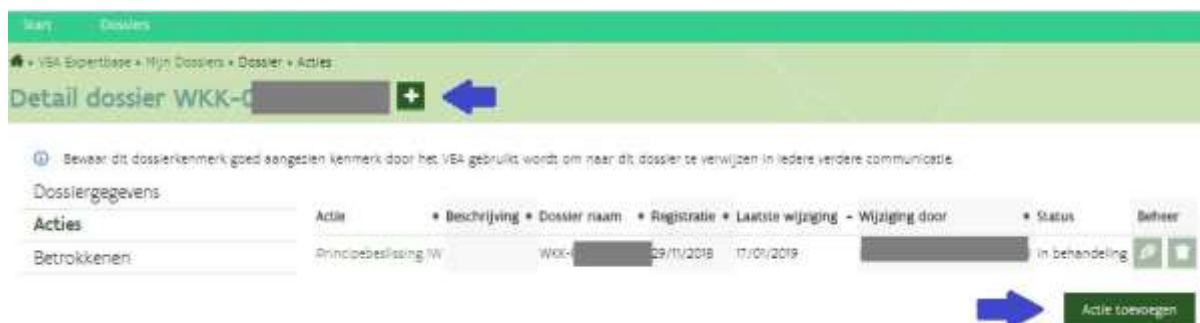 Start Dossiers
» VEA Expertbase » Mijn Dossiers » Dossier » Acties
Detail dossier WKK-0
Bewaar dit dossierkenmerk goed aangezien kenmerk door het VEA gebruikt wordt om naar dit dossier te verwijzen in iedere verdere communicatie.
Dossiergegevens
Acties
Betrokkenen
Actie Beschrijving Dossier naam Registratie Laatste wijziging Wijziging door Status Beheer
Principebeslissing W WKK- 29/11/2018 17/01/2019 In behandeling
Actie toevoegen